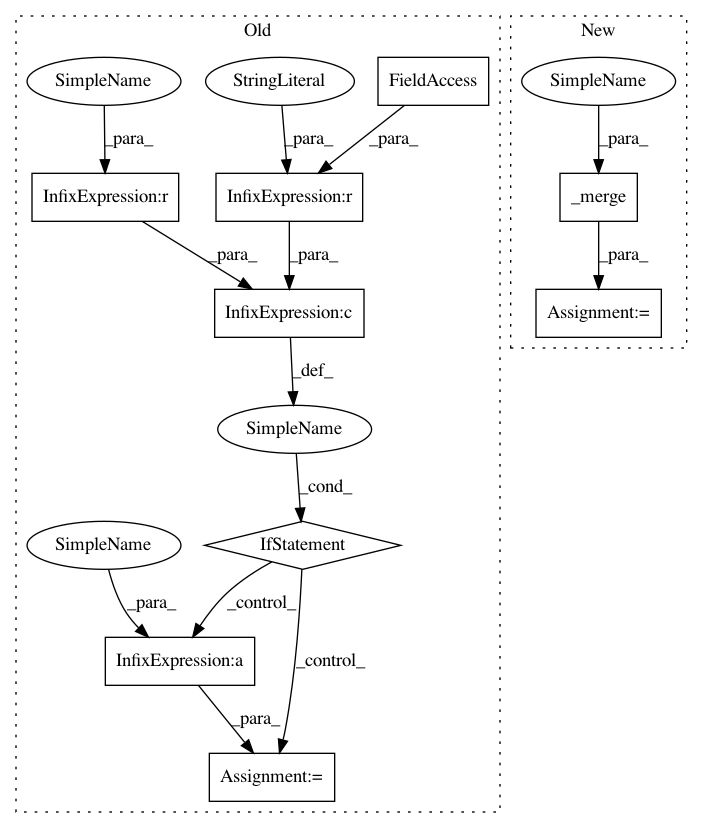 Old
New
SimpleName
StringLiteral
FieldAccess
SimpleName
_para_
_para_
_para_
_para_
InfixExpression:r
InfixExpression:r
_merge
_para_
_para_
_para_
InfixExpression:c
Assignment:=
_def_
SimpleName
_cond_
SimpleName
IfStatement
_para_
_control_
_control_
InfixExpression:a
_para_
Assignment:=